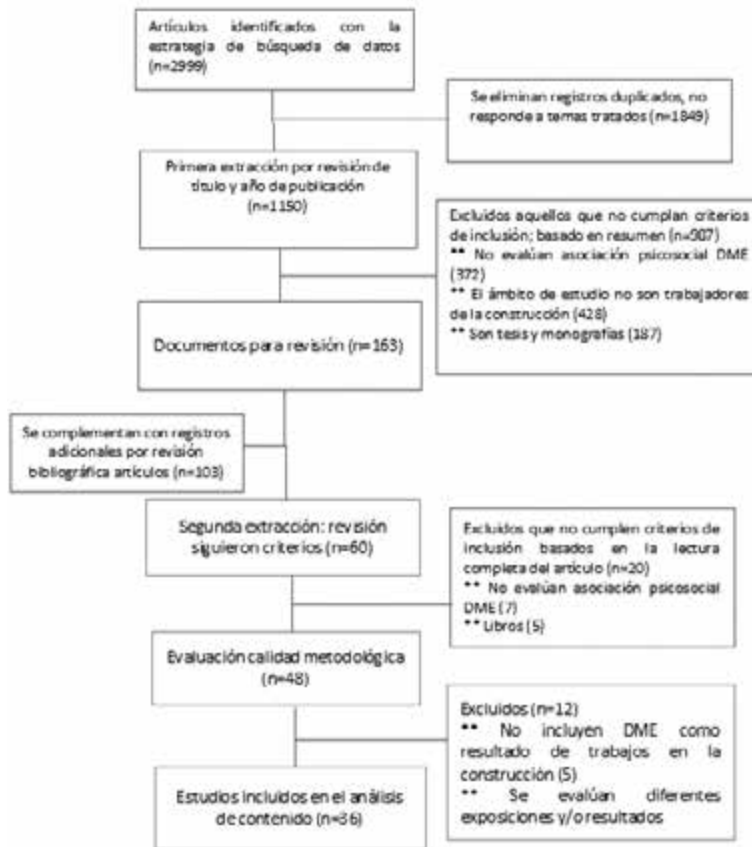 Artículos identificados con la
estrategia de búsqueda de datos
(n=2999)
Se eliminan registros duplicados, no
responde a temas tratados (n=1849)
Primera extracción por revisión de
título y año de publicación
(n=1150)
Excluidos aquellos que no cumplan criterios
de inclusión; basado en resumen (n=987)
** No evalúan asociación psicosocial DME
(372)
** El ámbito de estudio no son trabajadores
de la construcción (428)
** Son tesis y monografías (187)
Documentos para revisión (n=163)
Se complementan con registros
adicionales por revisión
bibliográfica artículos (n=103)
Segunda extracción: revisión
siguieron criterios (n=60)
Excluidos que no cumplen criterios de
inclusión basados en la lectura
completa del artículo (n=20)
** No evalúan asociación psicosocial
DME (7)
** Libros (5)
Evaluación calidad metodológica
(n=48)
Excluidos (n=12)
** No incluyen DME como
resultado de trabajos en la
construcción (5)
** Se evalúan diferentes
exposiciones y/o resultados
Estudios incluidos en el análisis
de contenido (n=36)